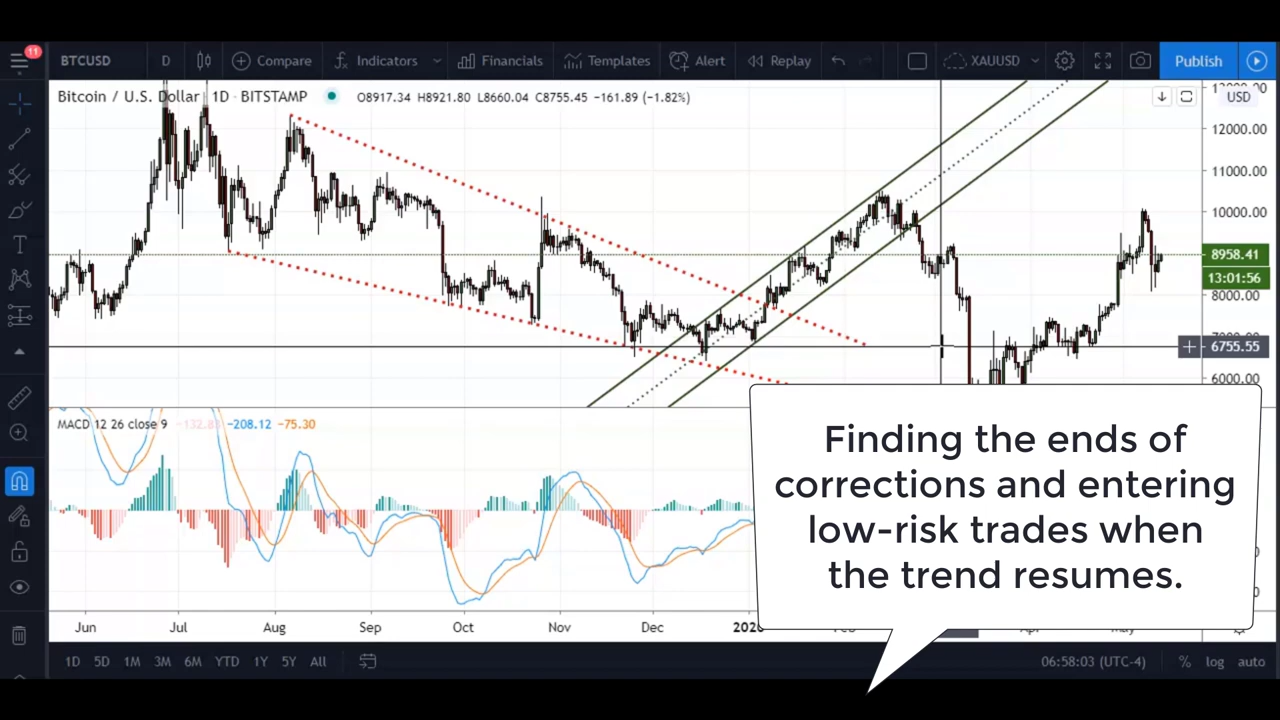 11
BTCUSD D Compare Indicators Financials Templates Alert Replay XAUUSD Publish
Bitcoin / U.S. Dollar 1D · BITSTAMP O8917.34 H8921.80 L8660.04 C8755.45 −161.89 (−1.82%)
USD
12000.00
11000.00
10000.00
8958.41
13:01:56
8000.00
6755.55
6000.00
MACD 12 26 close 9 −208.12 −75.30
Finding the ends of
corrections and entering
low-risk trades when
the trend resumes.
Jun Jul Aug Sep Oct Nov Dec
1D 5D 1M 3M 6M YTD 1Y 5Y All 06:58:03 (UTC-4) % log auto